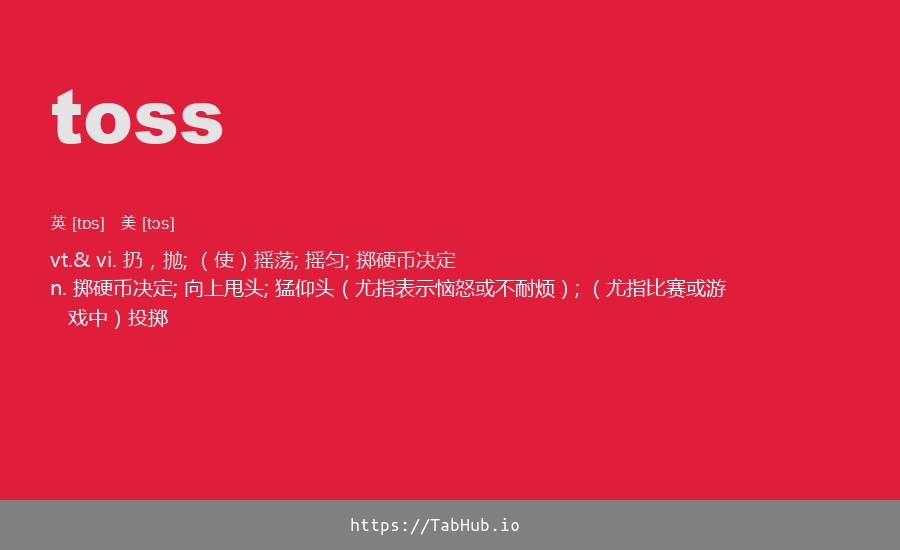 toss
英 [tɒs]   美 [tɔs]
vt.& vi. 扔，抛; （使）摇荡; 摇匀; 掷硬币决定
n. 掷硬币决定; 向上甩头; 猛仰头（尤指表示恼怒或不耐烦）; （尤指比赛或游
戏中）投掷
https://TabHub.io